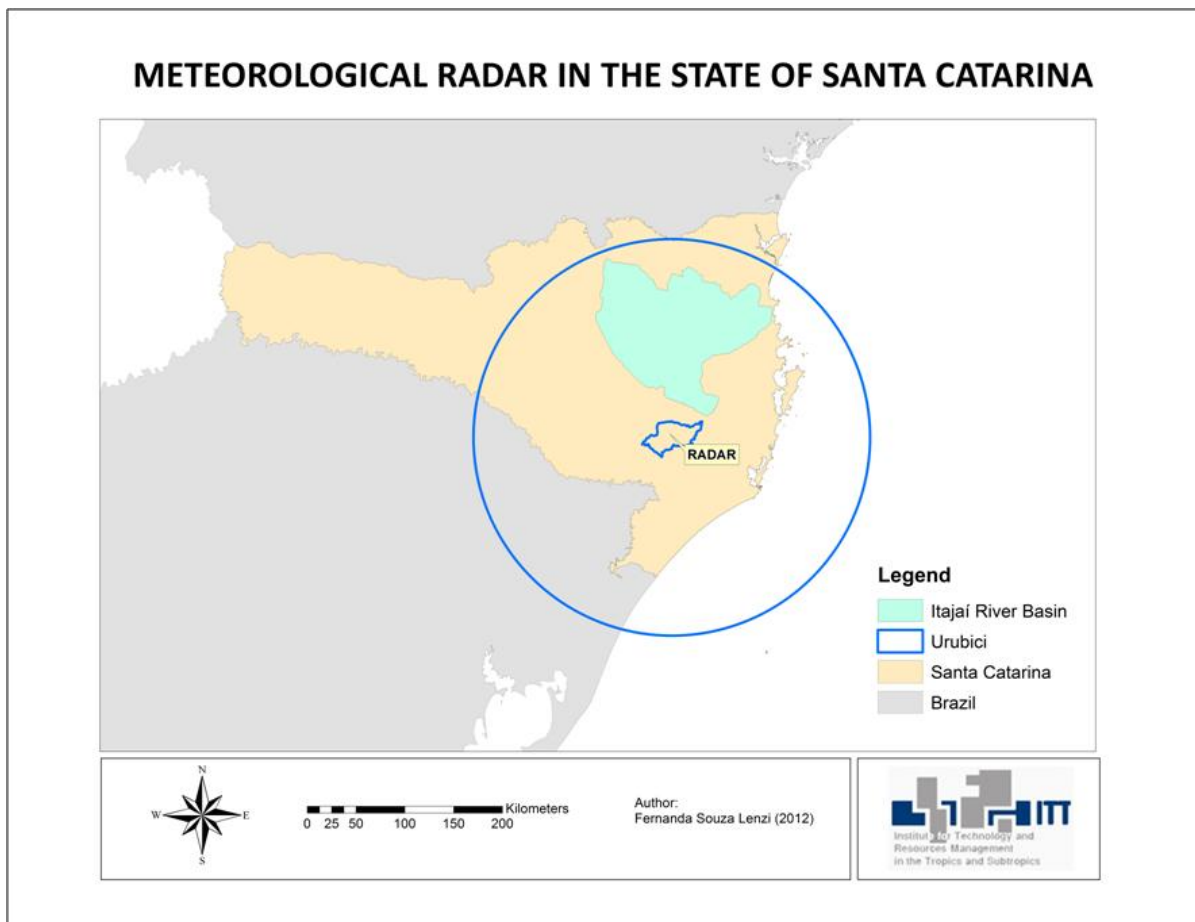 METEOROLOGICAL RADAR IN THE STATE OF SANTA CATARINA
RADAR
Legend
Itajaí River Basin
Urubici
Santa Catarina
Brazil
N
W E
S
Kilometers
0 25 50 100 150 200
Author:
Fernanda Souza Lenzi (2012)
ITT
Institute for Technology and
Resources Management
in the Tropics and Subtropics